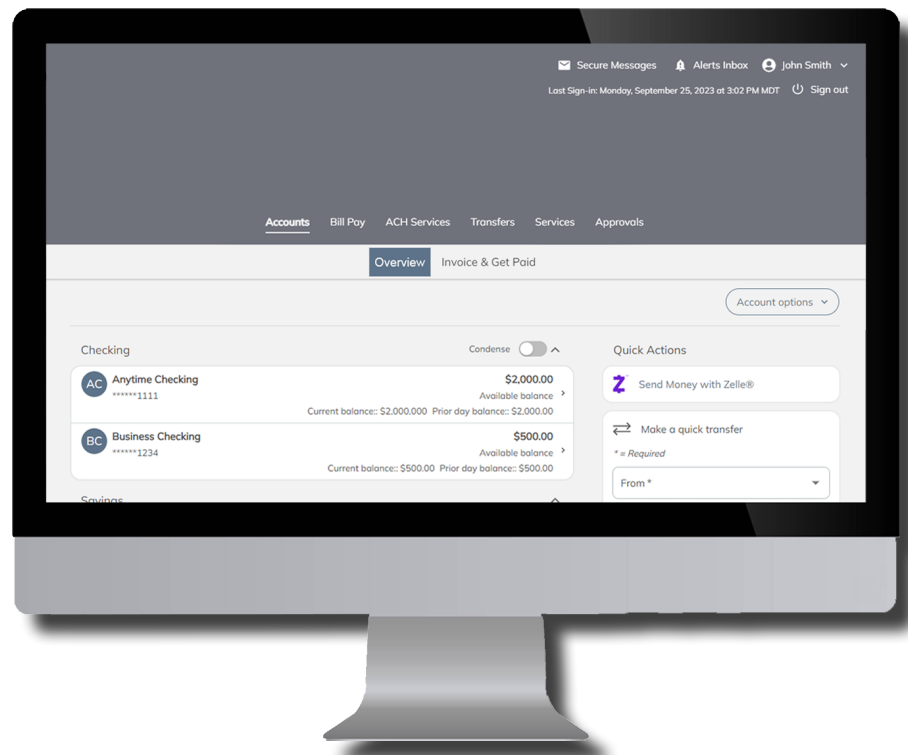 Secure Messages Alerts Inbox John Smith
Last Sign-in: Monday, September 25, 2023 at 3:02 PM MDT Sign out
Accounts Bill Pay ACH Services Transfers Services Approvals
Overview Invoice & Get Paid
Account options
Checking
Condense
AC
Anytime Checking
******1111
$2,000.00
Available balance
Current balance:: $2,000,000 Prior day balance:: $2.000.00
BC
Business Checking
******1234
$500.00
Available balance
Current balance:: $500.00 Prior day balance:: $500.00
Savings
Quick Actions
Send Money with Zelle®
Make a quick transfer
* = Required
From *